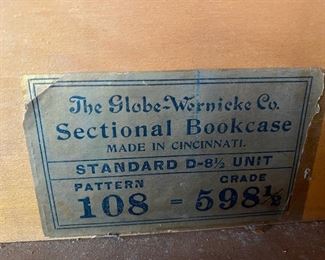 The Globe-Wernicke Co.
Sectional Bookcase
MADE IN CINCINNATI.
STANDARD D-8½ UNIT
PATTERN GRADE
108 = 598½